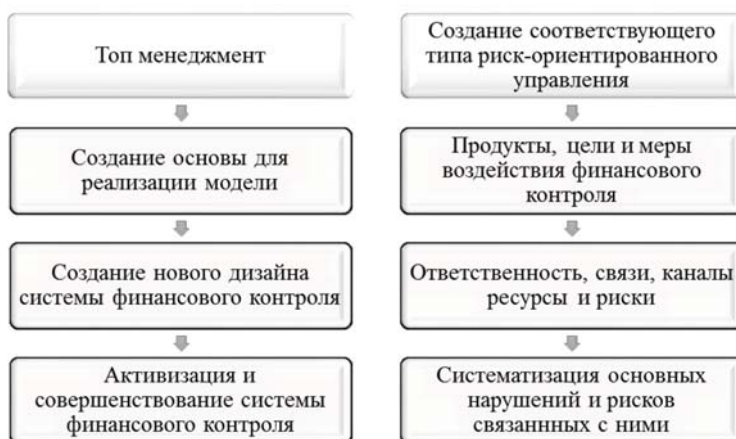 Топ менеджмент
Создание основы для
реализации модели
Создание нового дизайна
системы финансового контроля
Активизация и
совершенствование системы
финансового контроля
Создание соответствующего
типа риск-ориентированного
управления
Продукты, цели и меры
воздействия финансового
контроля
Ответственность, связи, каналы
ресурсы и риски
Систематизация основных
нарушений и рисков
связаннных с ними